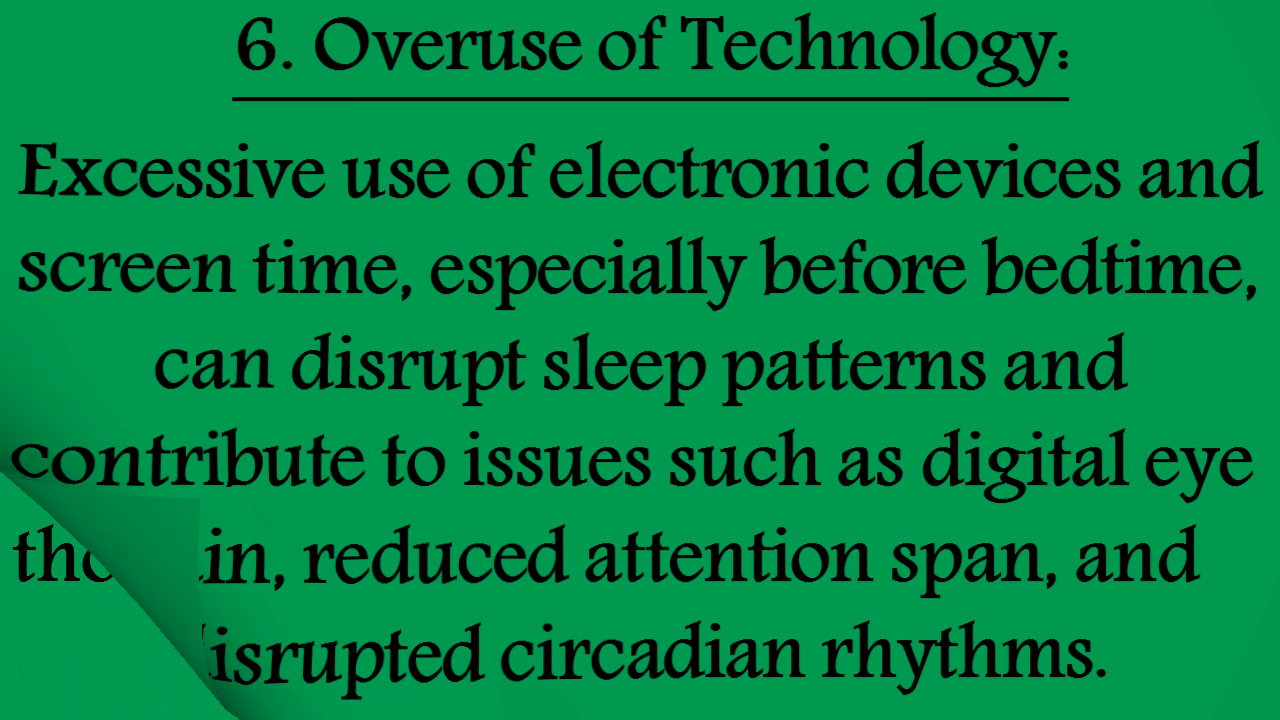 6. Overuse of Technology:
Excessive use of electronic devices and
screen time, especially before bedtime,
can disrupt sleep patterns and
contribute to issues such as digital eye
reduced attention span, and
circadian rhythms.